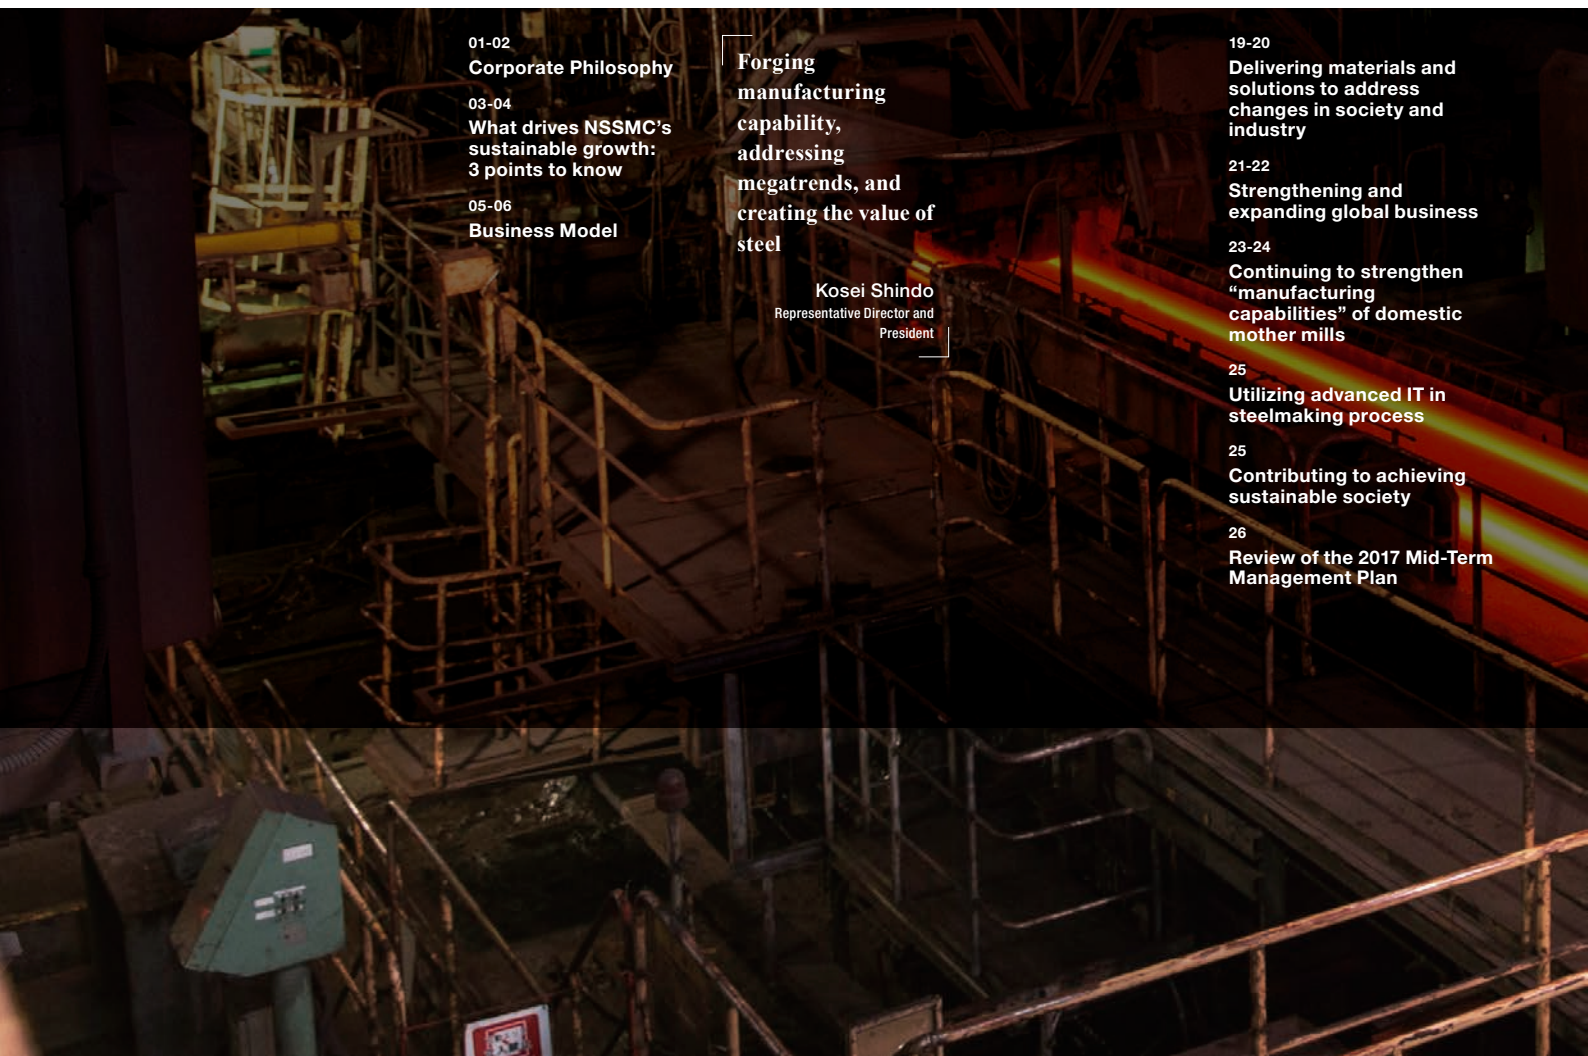 01-02
Corporate Philosophy
03-04
What drives NSSMC’s
sustainable growth:
3 points to know
05-06
Business Model
Forging
manufacturing
capability,
addressing
megatrends, and
creating the value of
steel
Kosei Shindo
Representative Director and
President
19-20
Delivering materials and
solutions to address
changes in society and
industry
21-22
Strengthening and
expanding global business
23-24
Continuing to strengthen
“manufacturing
capabilities” of domestic
mother mills
25
Utilizing advanced IT in
steelmaking process
25
Contributing to achieving
sustainable society
26
Review of the 2017 Mid-Term
Management Plan